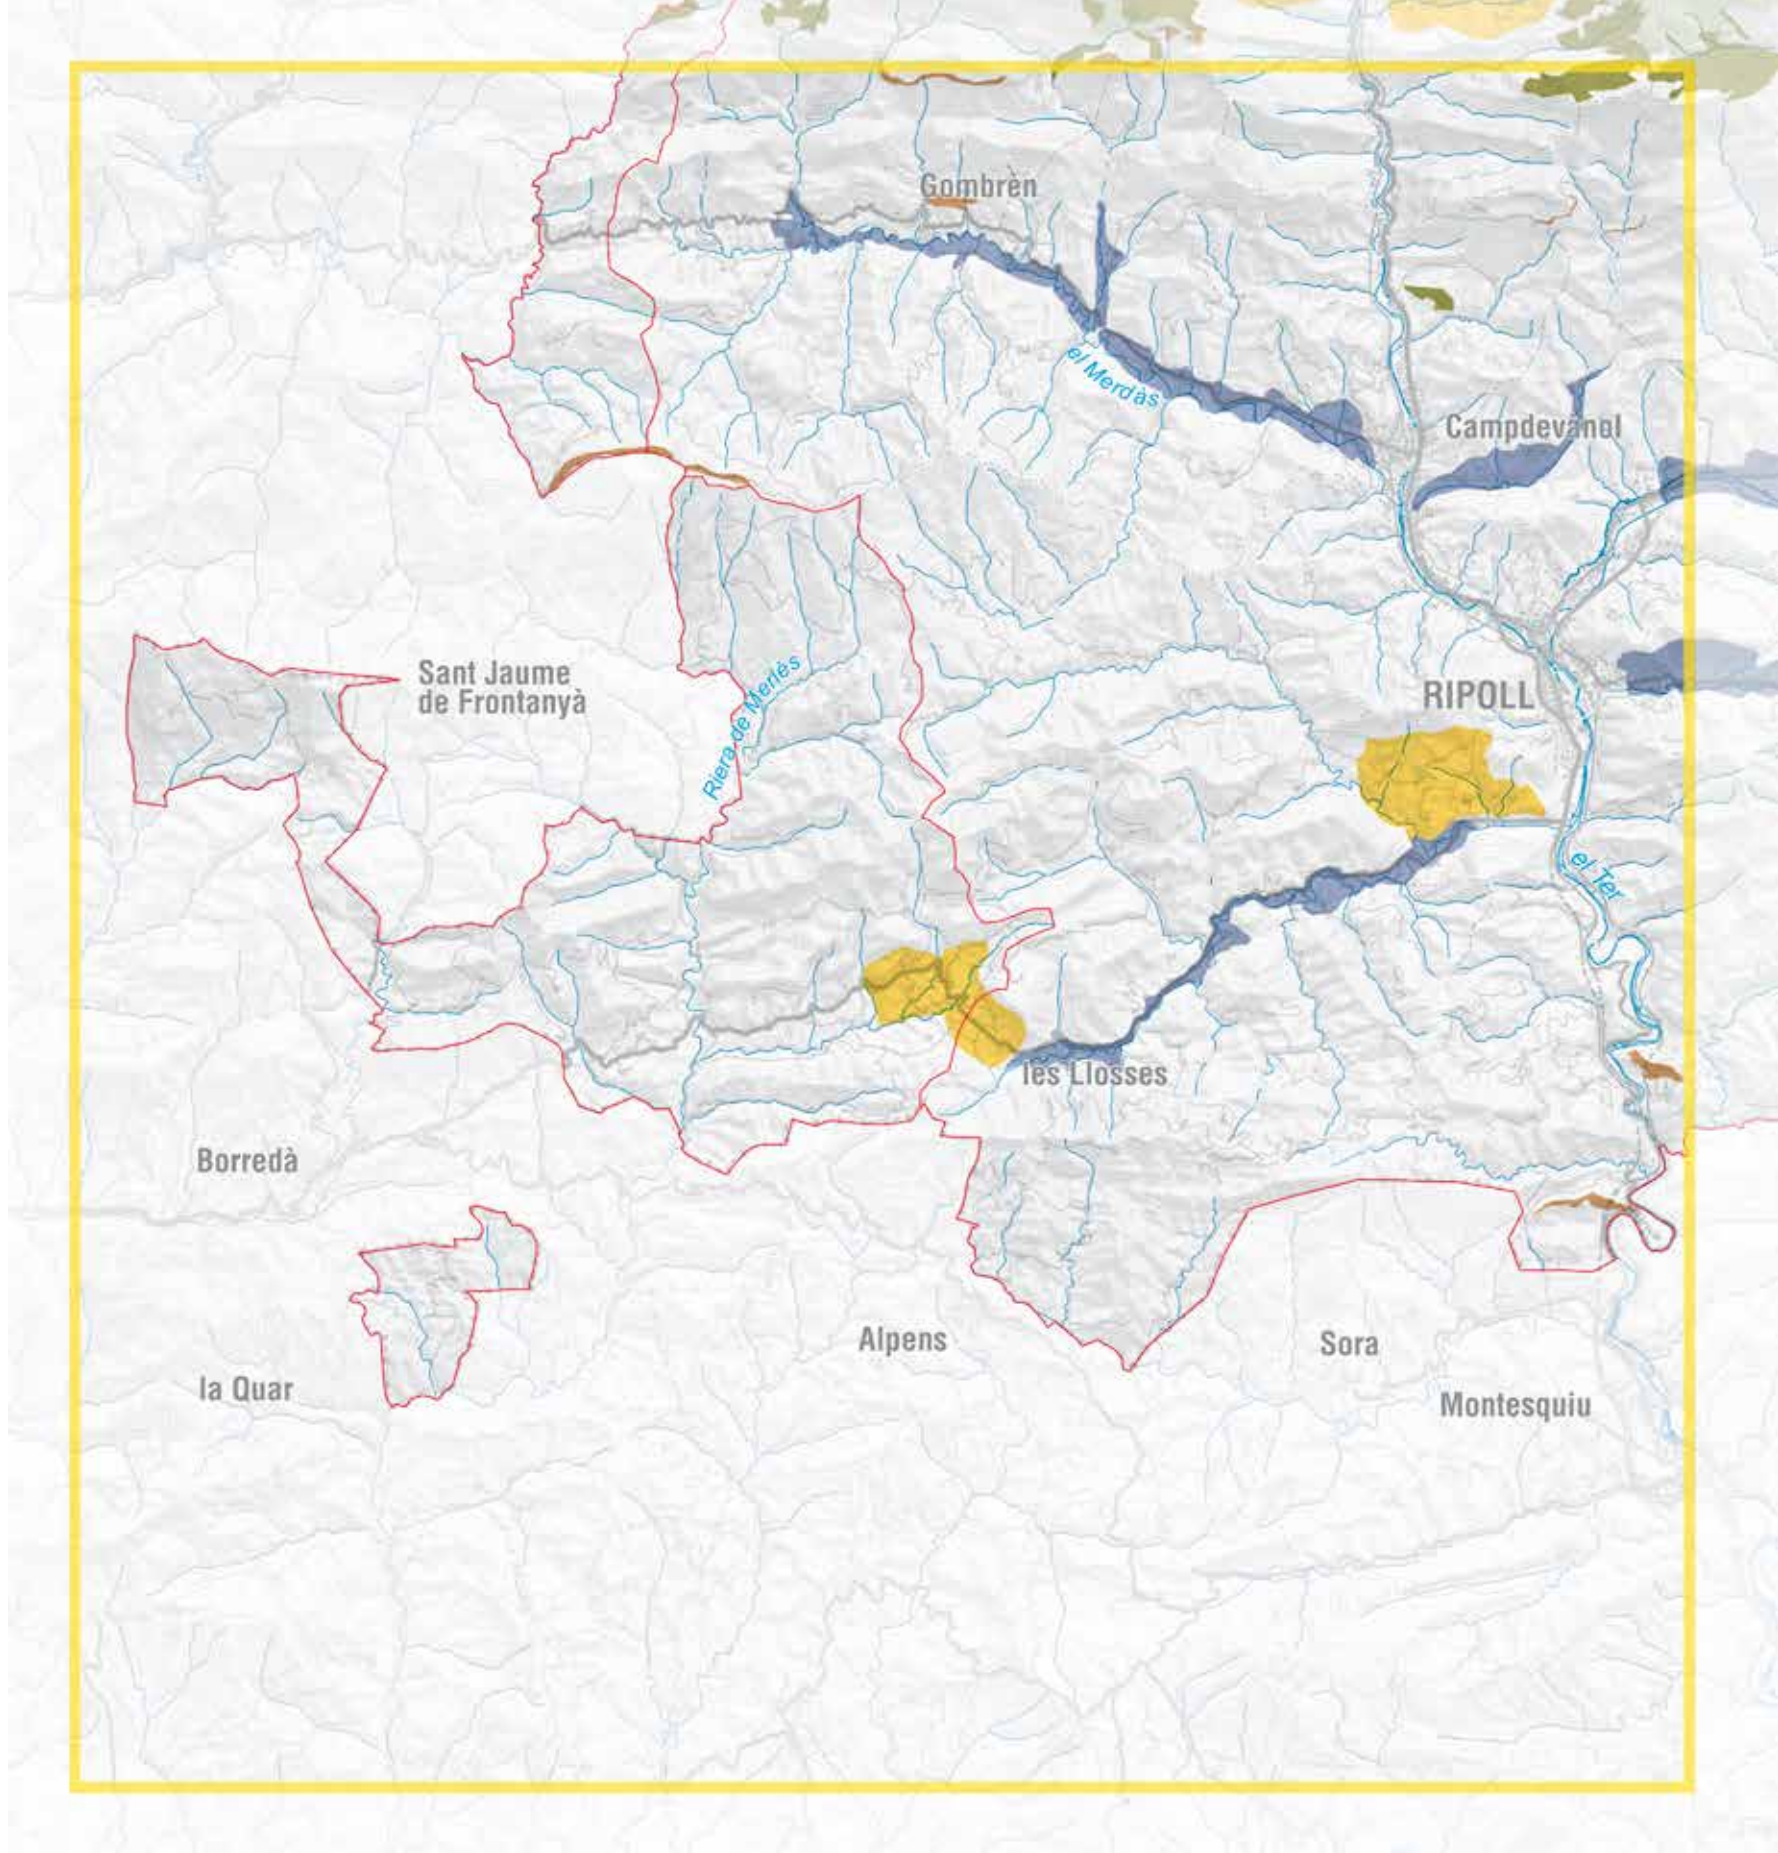 Gombrèn
el Merdàs
Campdevànol
Sant Jaume
de Frontanyà
Riera de Merlès
RIPOLL
el Ter
les Llosses
Borredà
Alpens
Sora
la Quar
Montesquiu